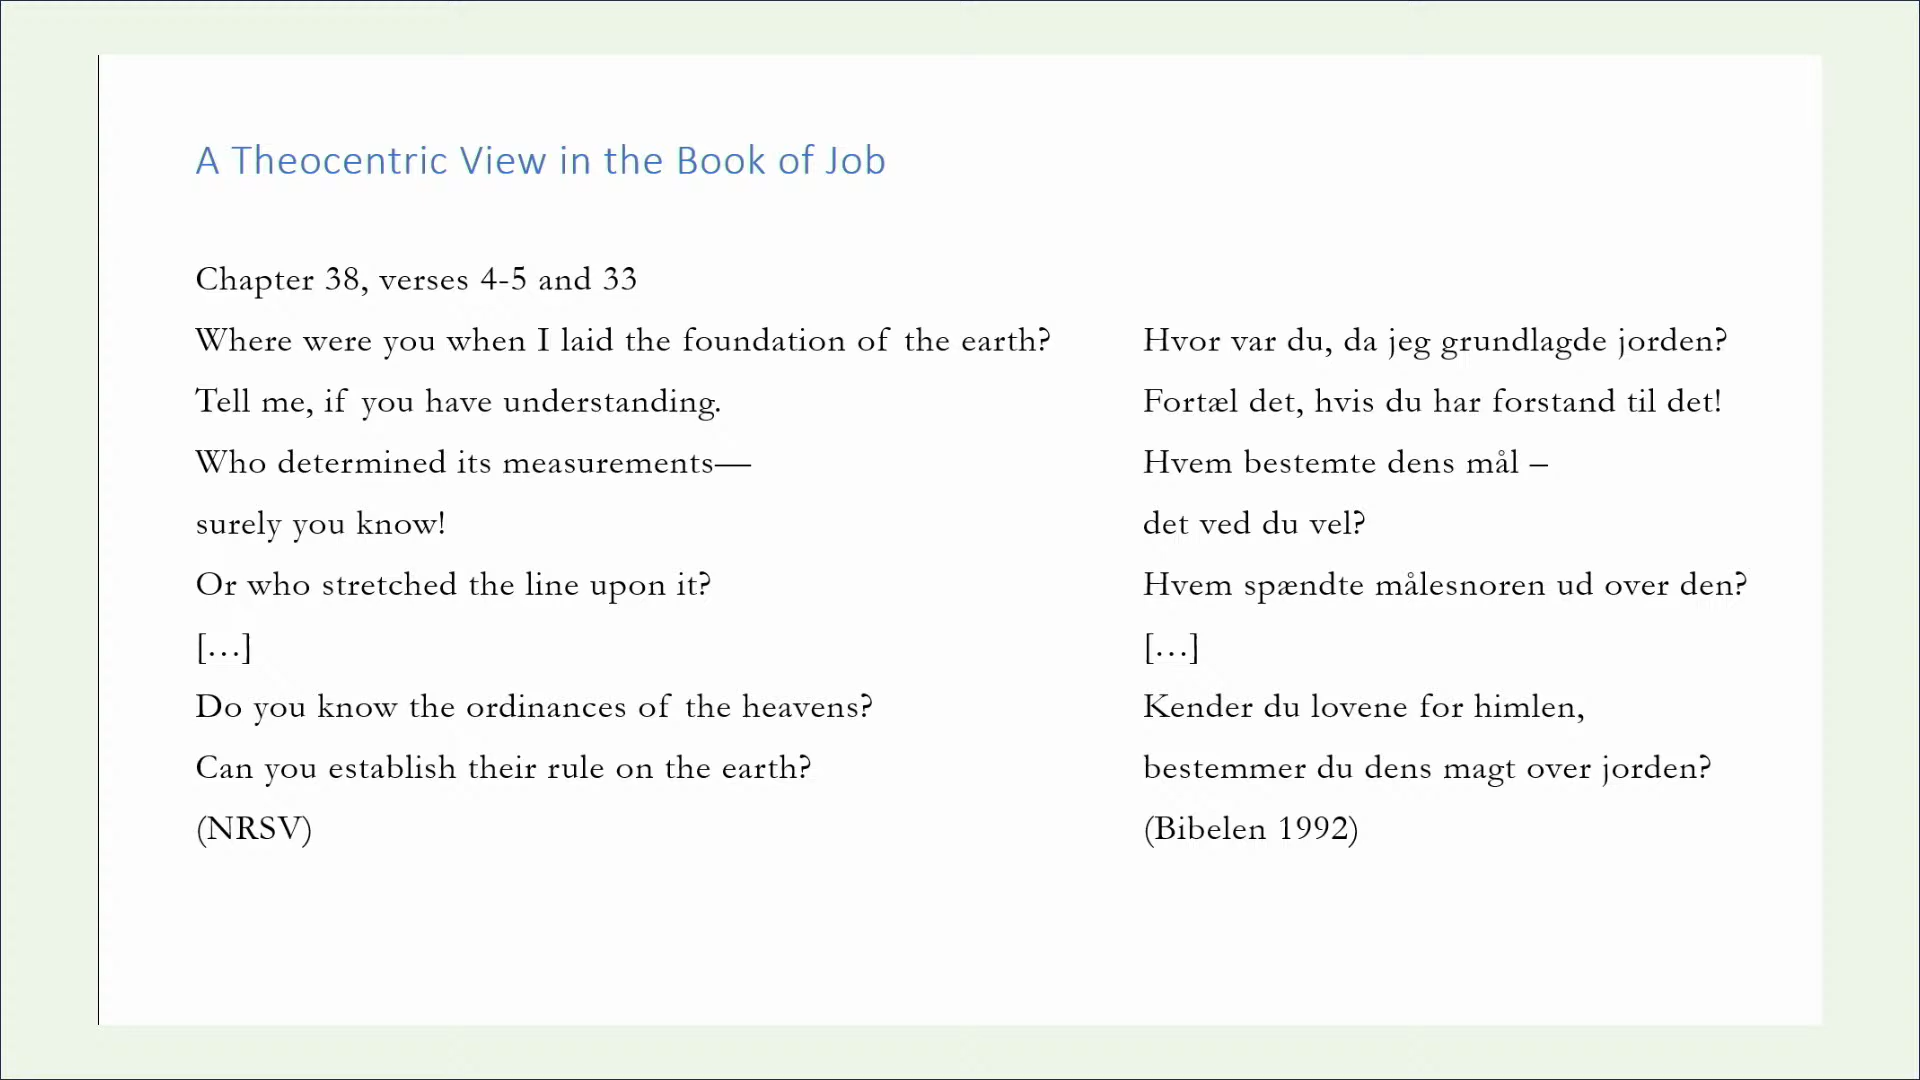 A Theocentric View in the Book of Job
Chapter 38, verses 4-5 and 33
Where were you when I laid the foundation of the earth?
Tell me, if you have understanding.
Who determined its measurements—
surely you know!
Or who stretched the line upon it?
[…]
Do you know the ordinances of the heavens?
Can you establish their rule on the earth?
(NRSV)
Hvor var du, da jeg grundlagde jorden?
Fortæl det, hvis du har forstand til det!
Hvem bestemte dens mål –
det ved du vel?
Hvem spændte målesnoren ud over den?
[…]
Kender du lovene for himlen,
bestemmer du dens magt over jorden?
(Bibelen 1992)